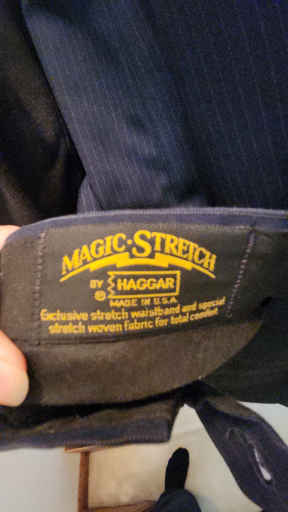 MAGIC·STRETCH
BY HAGGAR
® MADE IN U.S.A.
Exclusive stretch waistband and special
stretch woven fabric for total comfort